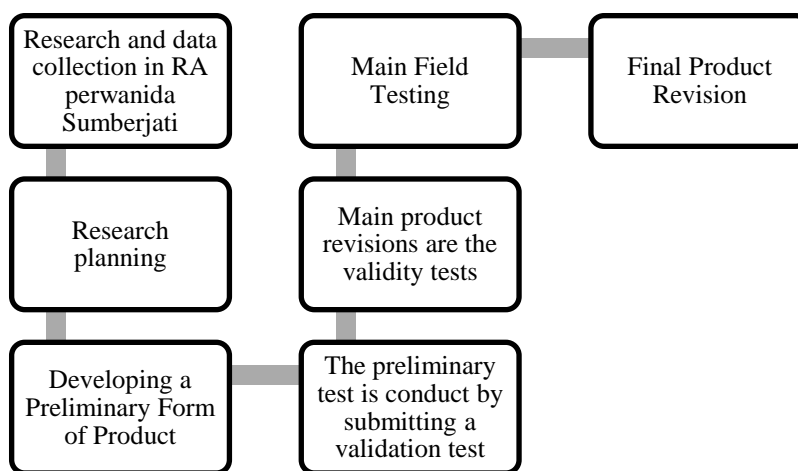 Research and data
collection in RA
perwanida
Sumberjati
Research
planning
Developing a
Preliminary Form
of Product
The preliminary
test is conduct by
submitting a
validation test
Main product
revisions are the
validity tests
Main Field
Testing
Final Product
Revision